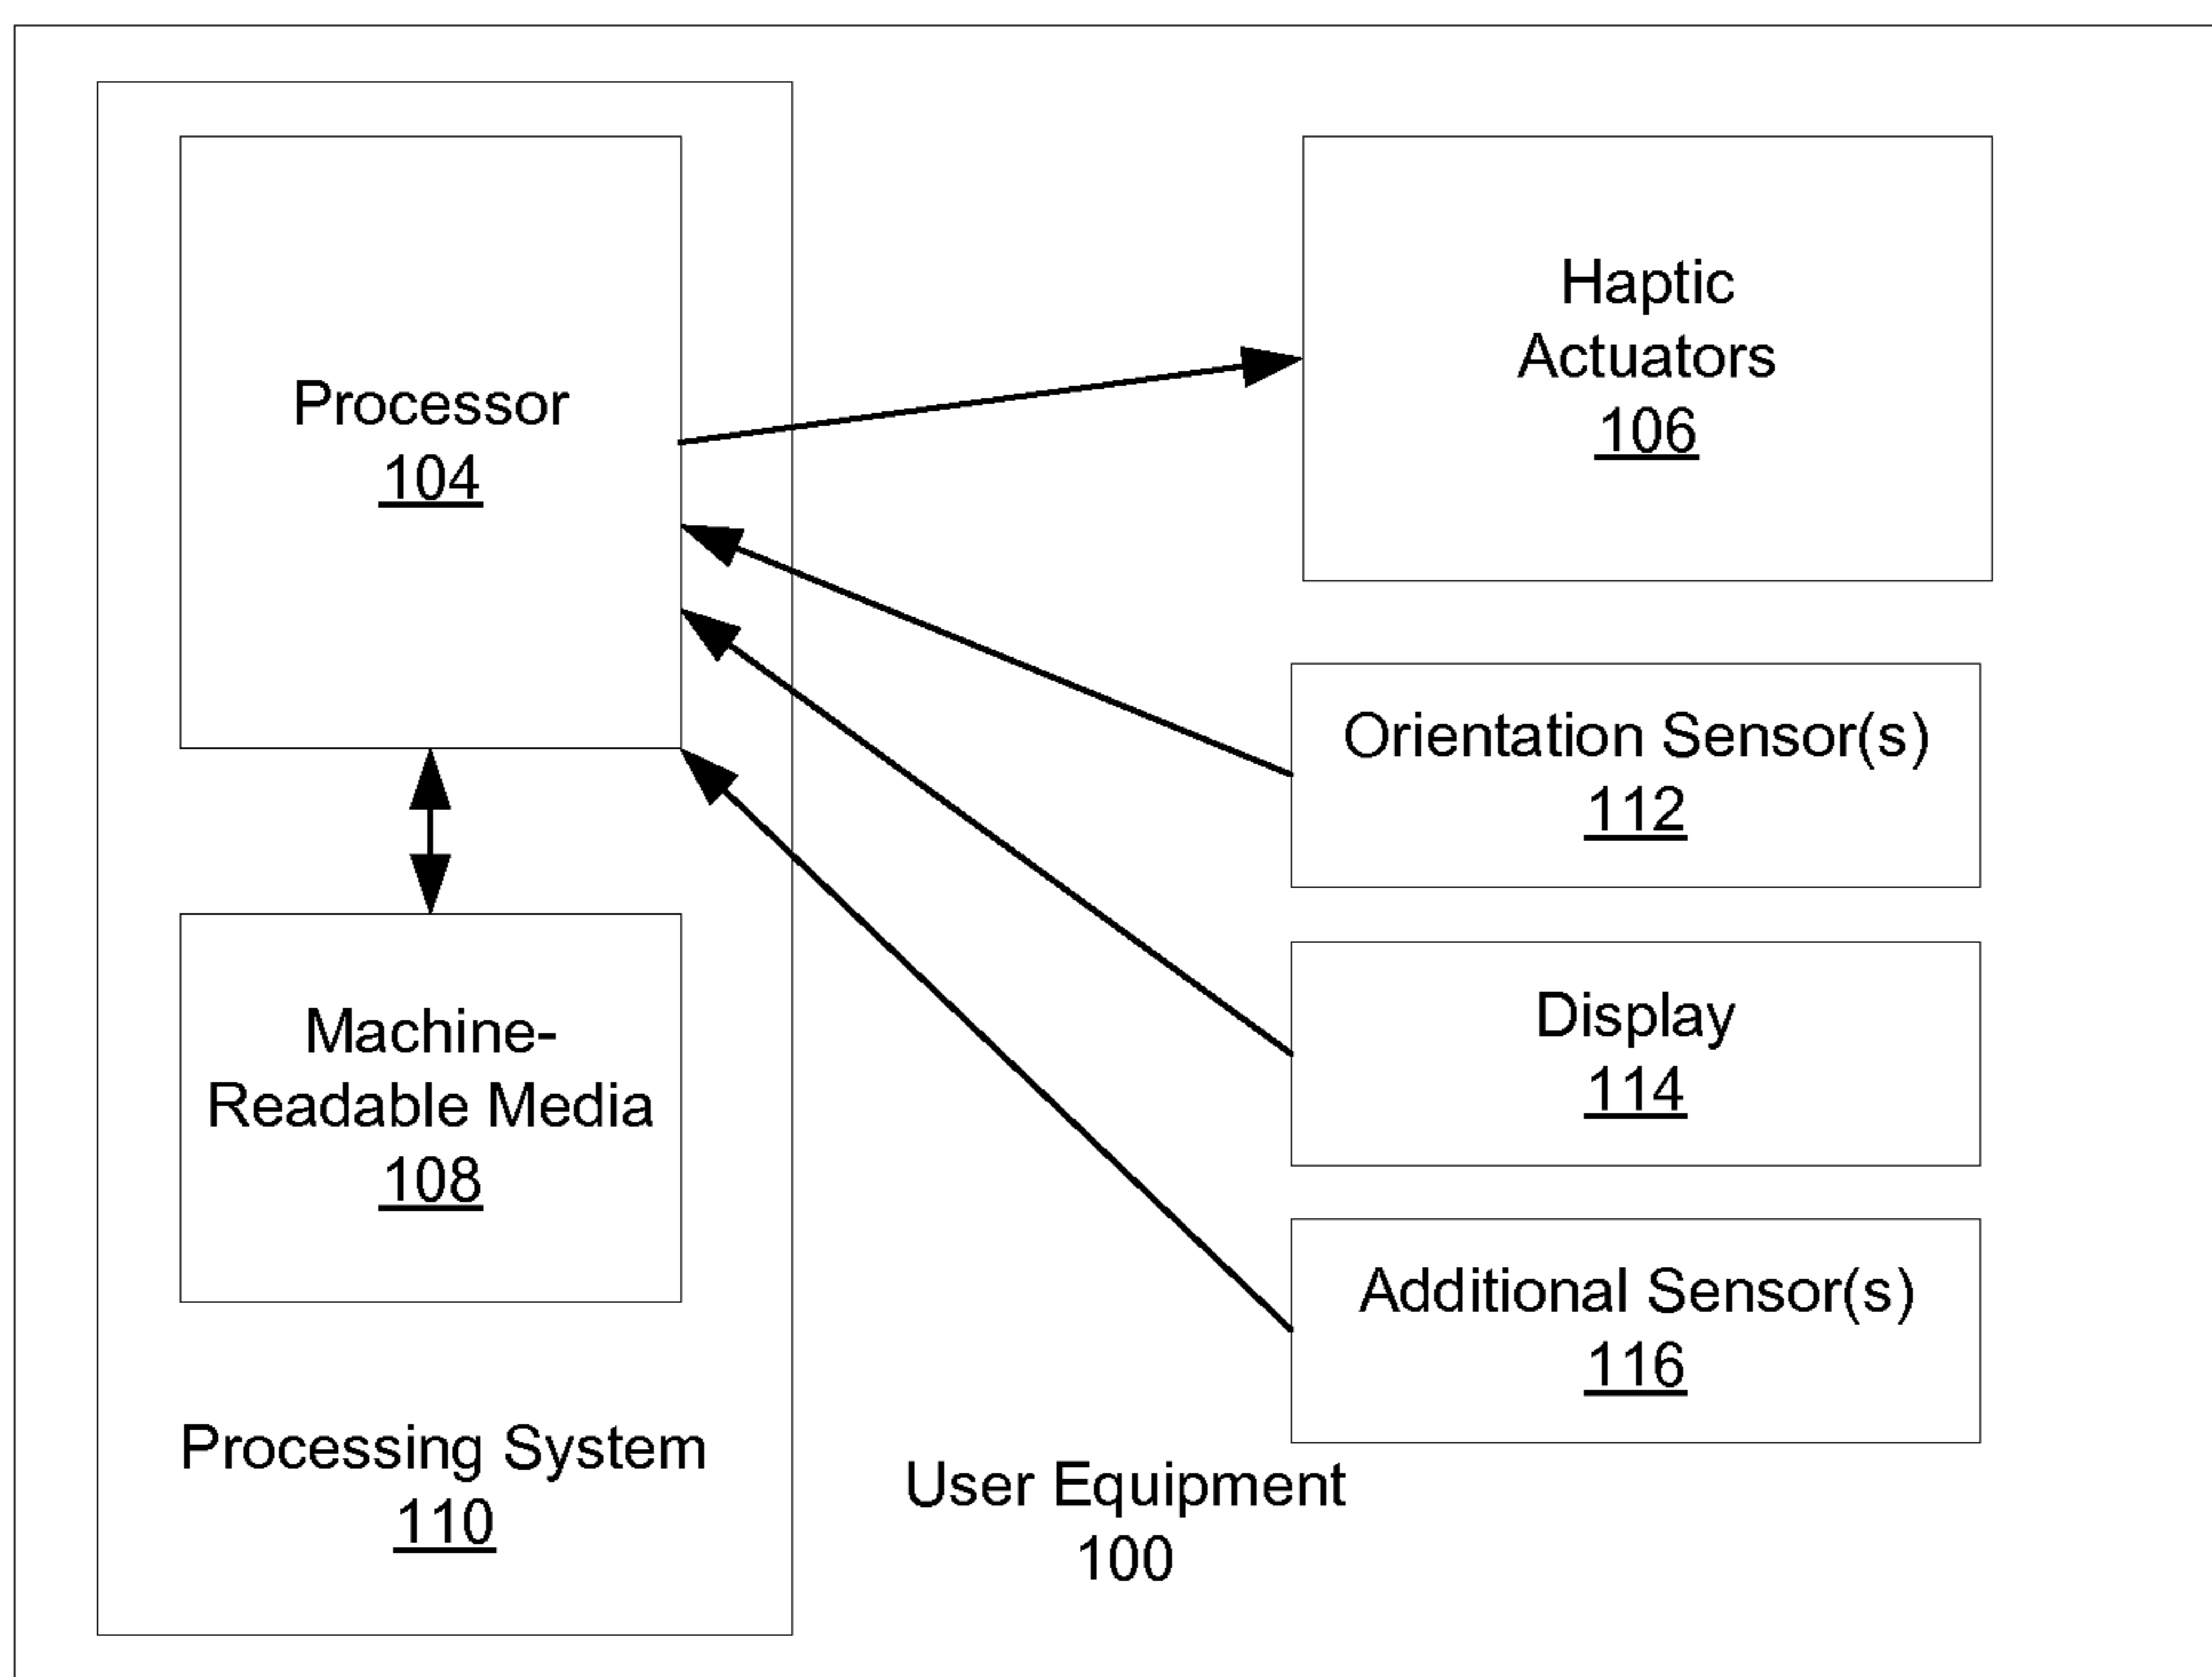 Processor
104
Haptic
Actuators
106
Orientation Sensor(s)
112
Machine-
Readable Media
108
Display
114
Additional Sensor(s)
116
Processing System
110
User Equipment
100